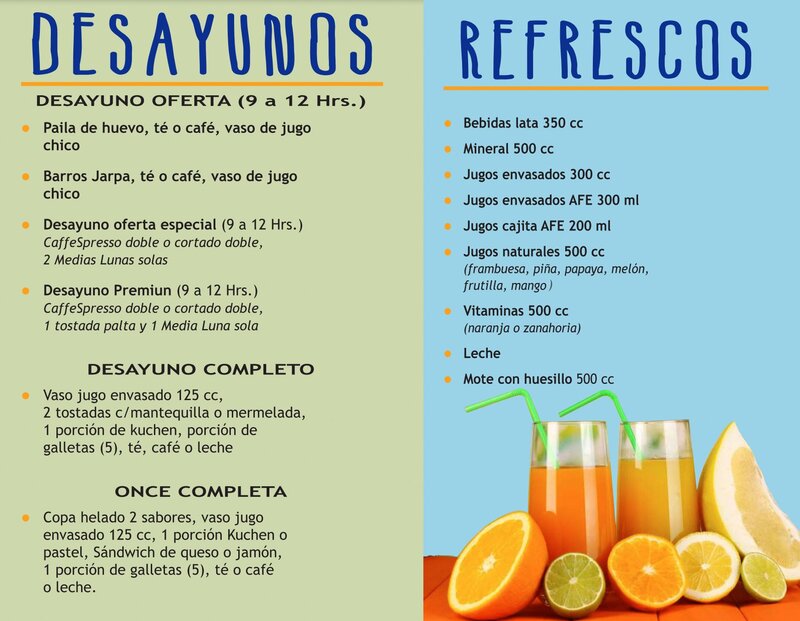 DESAYUNOS
DESAYUNO OFERTA (9 a 12 Hrs.)
Paila de huevo, té o café, vaso de jugo
chico
Barros Jarpa, té o café, vaso de jugo
chico
Desayuno oferta especial (9 a 12 Hrs.)
CaffeSpresso doble o cortado doble,
2 Medias Lunas solas
Desayuno Premiun (9 a 12 Hrs.)
CaffeSpresso doble o cortado doble,
1 tostada palta y 1 Media Luna sola
DESAYUNO COMPLETO
Vaso jugo envasado 125 cc,
2 tostadas c/mantequilla o mermelada,
1 porción de kuchen, porción de
galletas (5), té, café o leche
ONCE COMPLETA
Copa helado 2 sabores, vaso jugo
envasado 125 cc, 1 porción Kuchen o
pastel, Sándwich de queso o jamón,
1 porción de galletas (5), té o café
o leche.
REFRESCOS
Bebidas lata 350 cc
Mineral 500 cc
Jugos envasados 300 cc
Jugos envasados AFE 300 ml
Jugos cajita AFE 200 ml
Jugos naturales 500 cc
(frambuesa, piña, papaya, melón,
frutilla, mango)
Vitaminas 500 cc
(naranja o zanahoria)
Leche
Mote con huesillo 500 cc